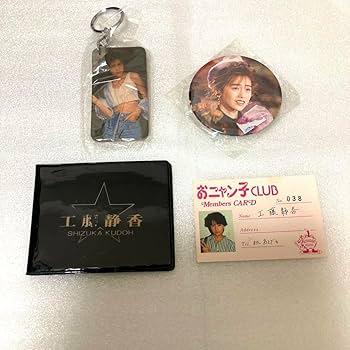 工藤静香
SHIZUKA KUDOH
おニャン子CLUB
Members CARD
No 038
Name 工藤静香
Address
Tel